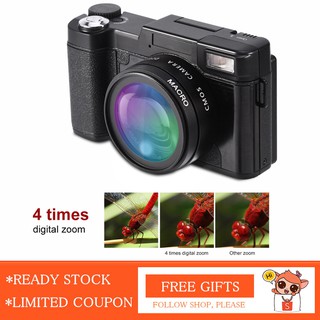 CAMERA
CMOS
MACRO
4 times
digital zoom
4 times digital zoom
Other zoom
*READY STOCK
*LIMITED COUPON
FREE GIFTS
FOLLOW SHOP, PLEASE
Hi